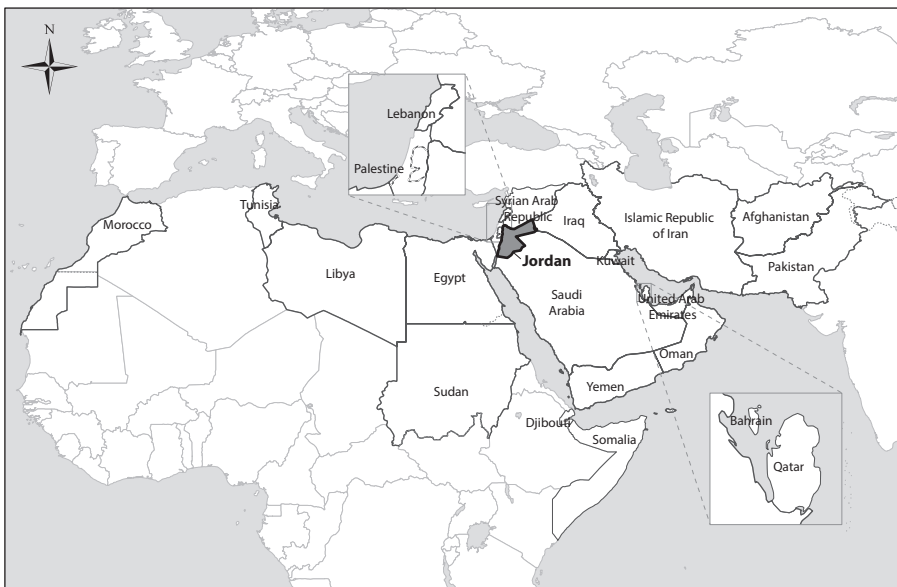 N
Lebanon
Palestine
Morocco
Tunisia
Syrian Arab
Republic
Iraq
Islamic Republic
of Iran
Afghanistan
Libya
Egypt
Jordan
Kuwait
Pakistan
Saudi
Arabia
United Arab
Emirates
Oman
Sudan
Yemen
Djibouti
Somalia
Bahrain
Qatar